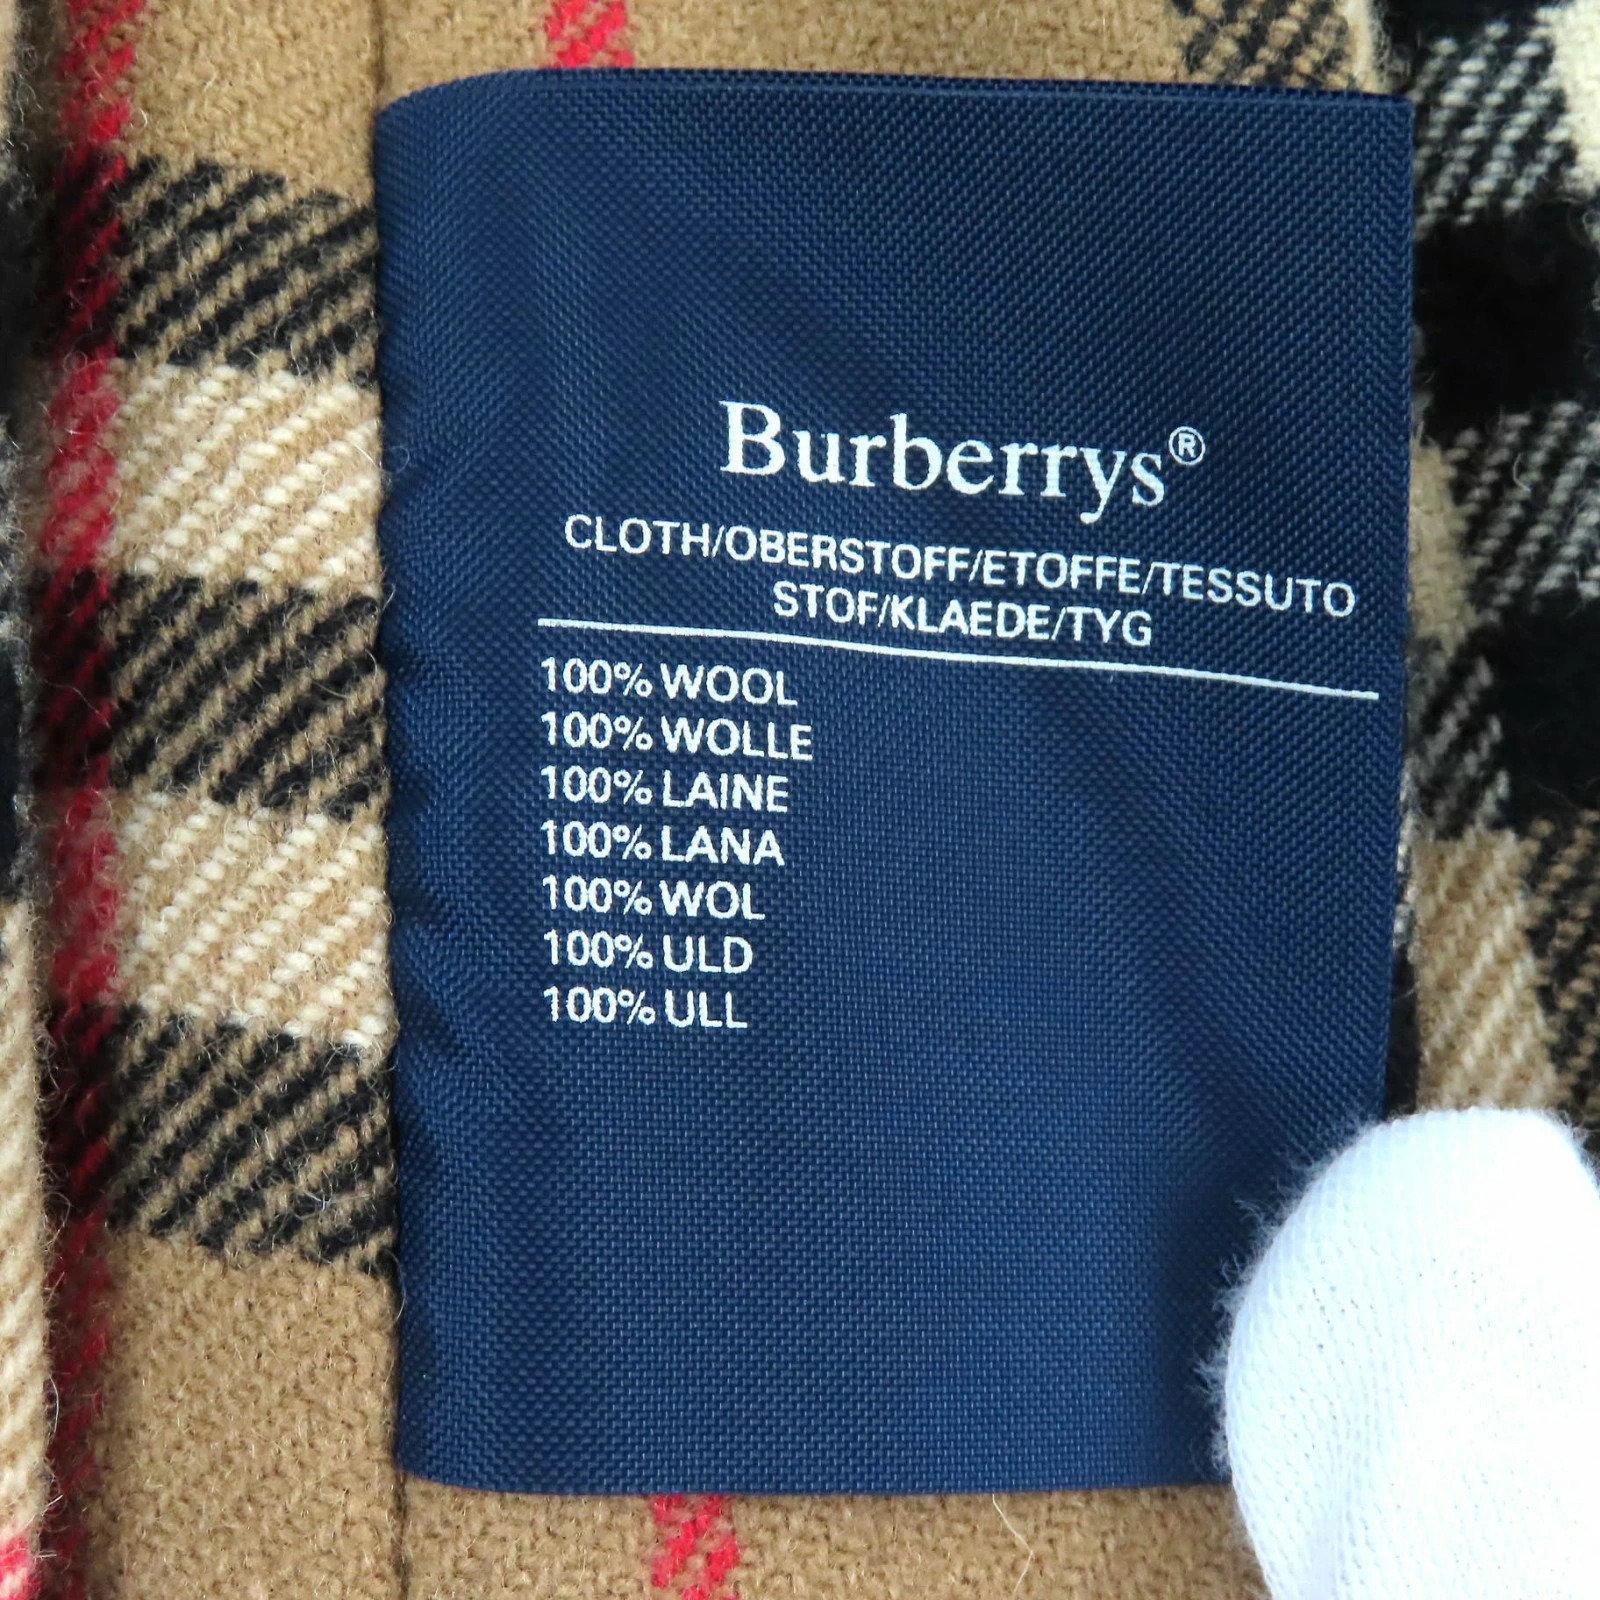 Burberrys®
CLOTH/OBERSTOFF/ETOFFE/TESSUTO
STOF/KLAEDE/TYG
100% WOOL
100% WOLLE
100% LAINE
100% LANA
100% WOL
100% ULD
100% ULL